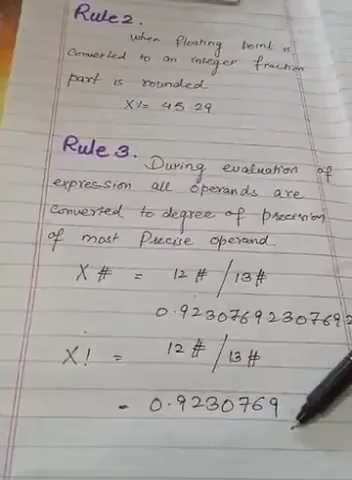 Rule 2.
When floating point is
converted to an integer fraction
part is rounded
X% = 45.29
Rule 3.
During evaluation of
expression all operands are
converted to degree of precision
of most Precise operand.
X# = 12#/13#
0.92307692307692
X! = 12#/13#
= 0.9230769